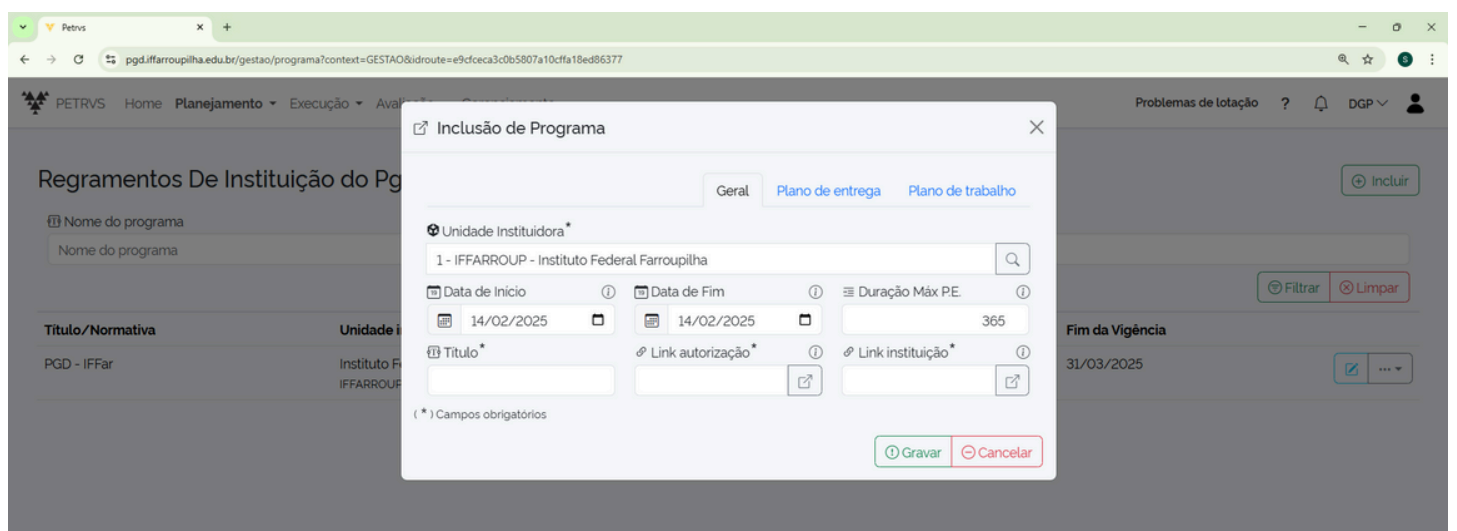 Petrvs
pgd.iffarroupilha.edu.br/gestao/programa?context=GESTAO&idroute=e9cfceca3c0b5807a10cffa18ed86377
S
PETRVS Home Planejamento Execução Problemas de lotação ? DGP
Inclusão de Programa
Regramentos De Instituição do Pg
Incluir
Geral Plano de entrega Plano de trabalho
Nome do programa
Nome do programa
Unidade Instituidora*
1 - IFFARROUP - Instituto Federal Farroupilha
Data de Início Data de Fim Duração Máx P.E.
14/02/2025 14/02/2025 365
Filtrar Limpar
Título/Normativa Unidade i Fim da Vigência
Título* Link autorização* Link instituição*
PGD - IFFar Instituto F 31/03/2025
IFFARROUP
( * ) Campos obrigatórios
Gravar Cancelar